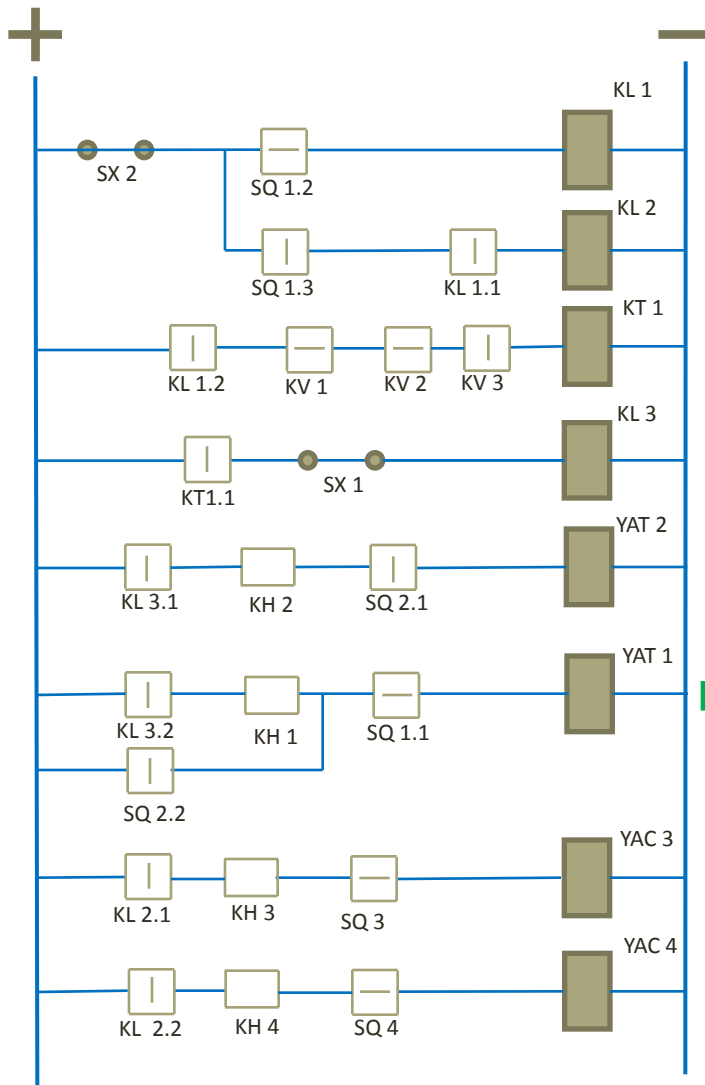 + −
KL 1
SX 2
SQ 1.2
KL 2
SQ 1.3
KL 1.1
KT 1
KL 1.2
KV 1
KV 2
KV 3
KL 3
KT1.1
SX 1
YAT 2
KL 3.1
KH 2
SQ 2.1
YAT 1
KL 3.2
KH 1
SQ 1.1
SQ 2.2
YAC 3
KL 2.1
KH 3
SQ 3
YAC 4
KL 2.2
KH 4
SQ 4